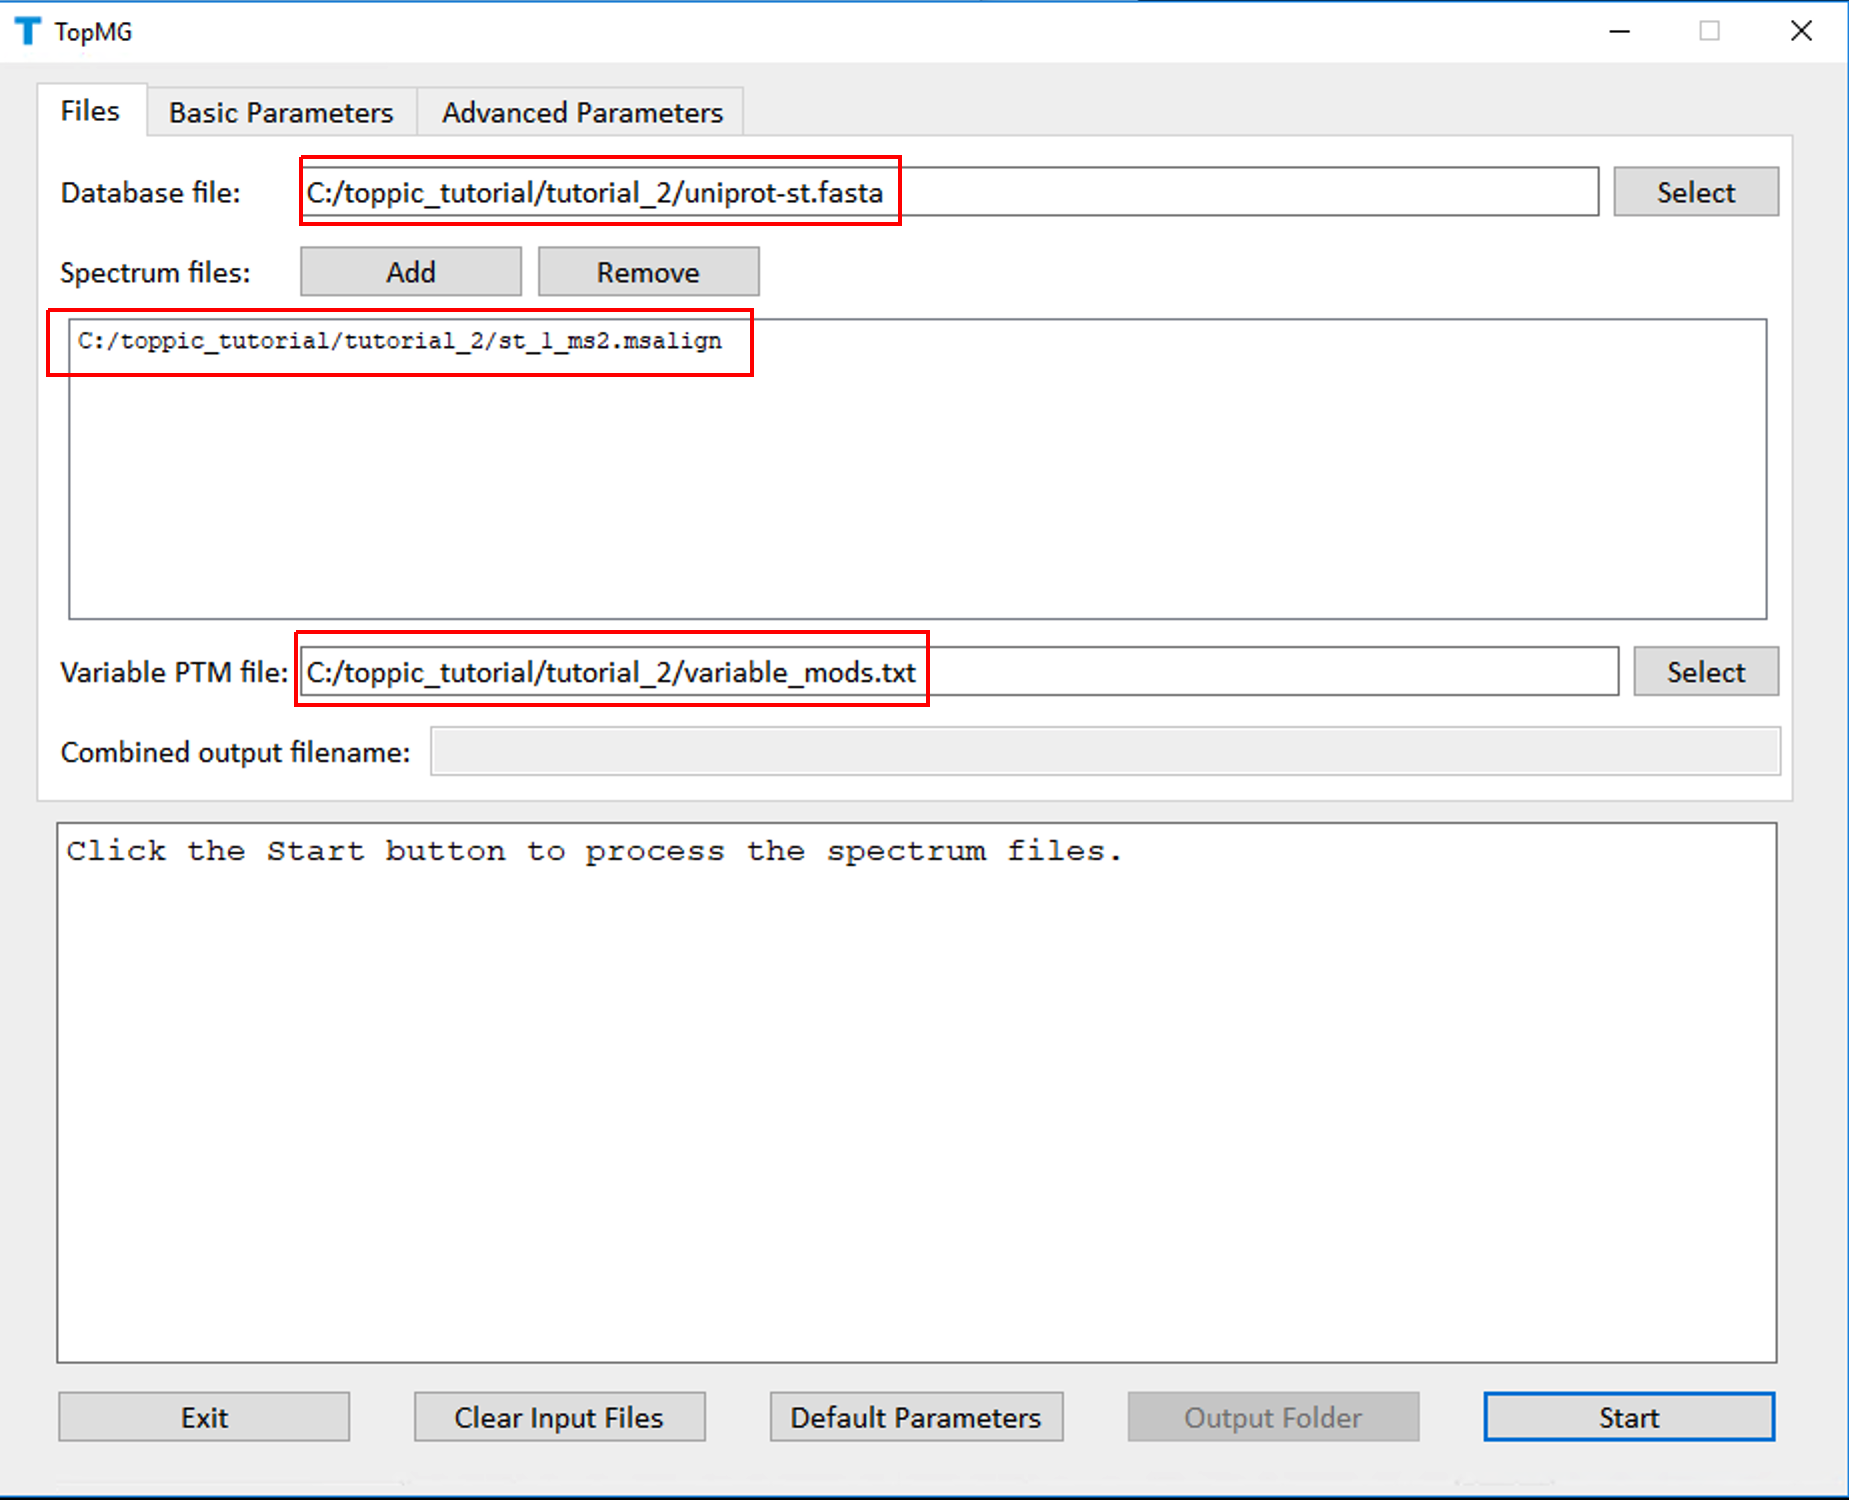 TopMG
Files Basic Parameters Advanced Parameters
Database file: C:/toppic_tutorial/tutorial_2/uniprot-st.fasta Select
Spectrum files: Add Remove
C:/toppic_tutorial/tutorial_2/st_1_ms2.msalign
Variable PTM file: C:/toppic_tutorial/tutorial_2/variable_mods.txt Select
Combined output filename:
Click the Start button to process the spectrum files.
Exit Clear Input Files Default Parameters Output Folder Start